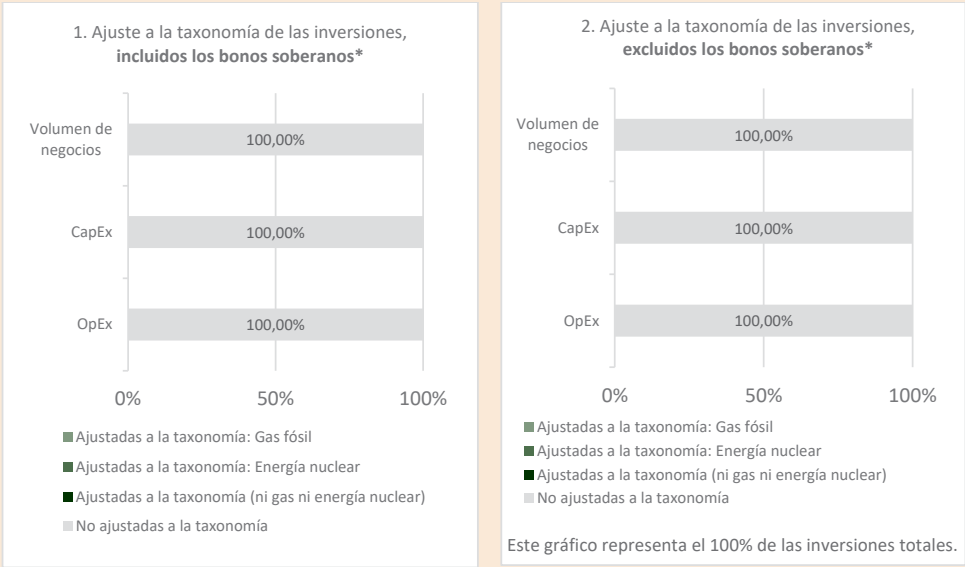 1. Ajuste a la taxonomía de las inversiones,
incluidos los bonos soberanos*
Volumen de
negocios
100,00%
CapEx
100,00%
OpEx
100,00%
0%
50%
100%
Ajustadas a la taxonomía: Gas fósil
Ajustadas a la taxonomía: Energía nuclear
Ajustadas a la taxonomía (ni gas ni energía nuclear)
No ajustadas a la taxonomía
2. Ajuste a la taxonomía de las inversiones,
excluidos los bonos soberanos*
Volumen de
negocios
100,00%
CapEx
100,00%
OpEx
100,00%
0%
50%
100%
Ajustadas a la taxonomía: Gas fósil
Ajustadas a la taxonomía: Energía nuclear
Ajustadas a la taxonomía (ni gas ni energía nuclear)
No ajustadas a la taxonomía
Este gráfico representa el 100% de las inversiones totales.